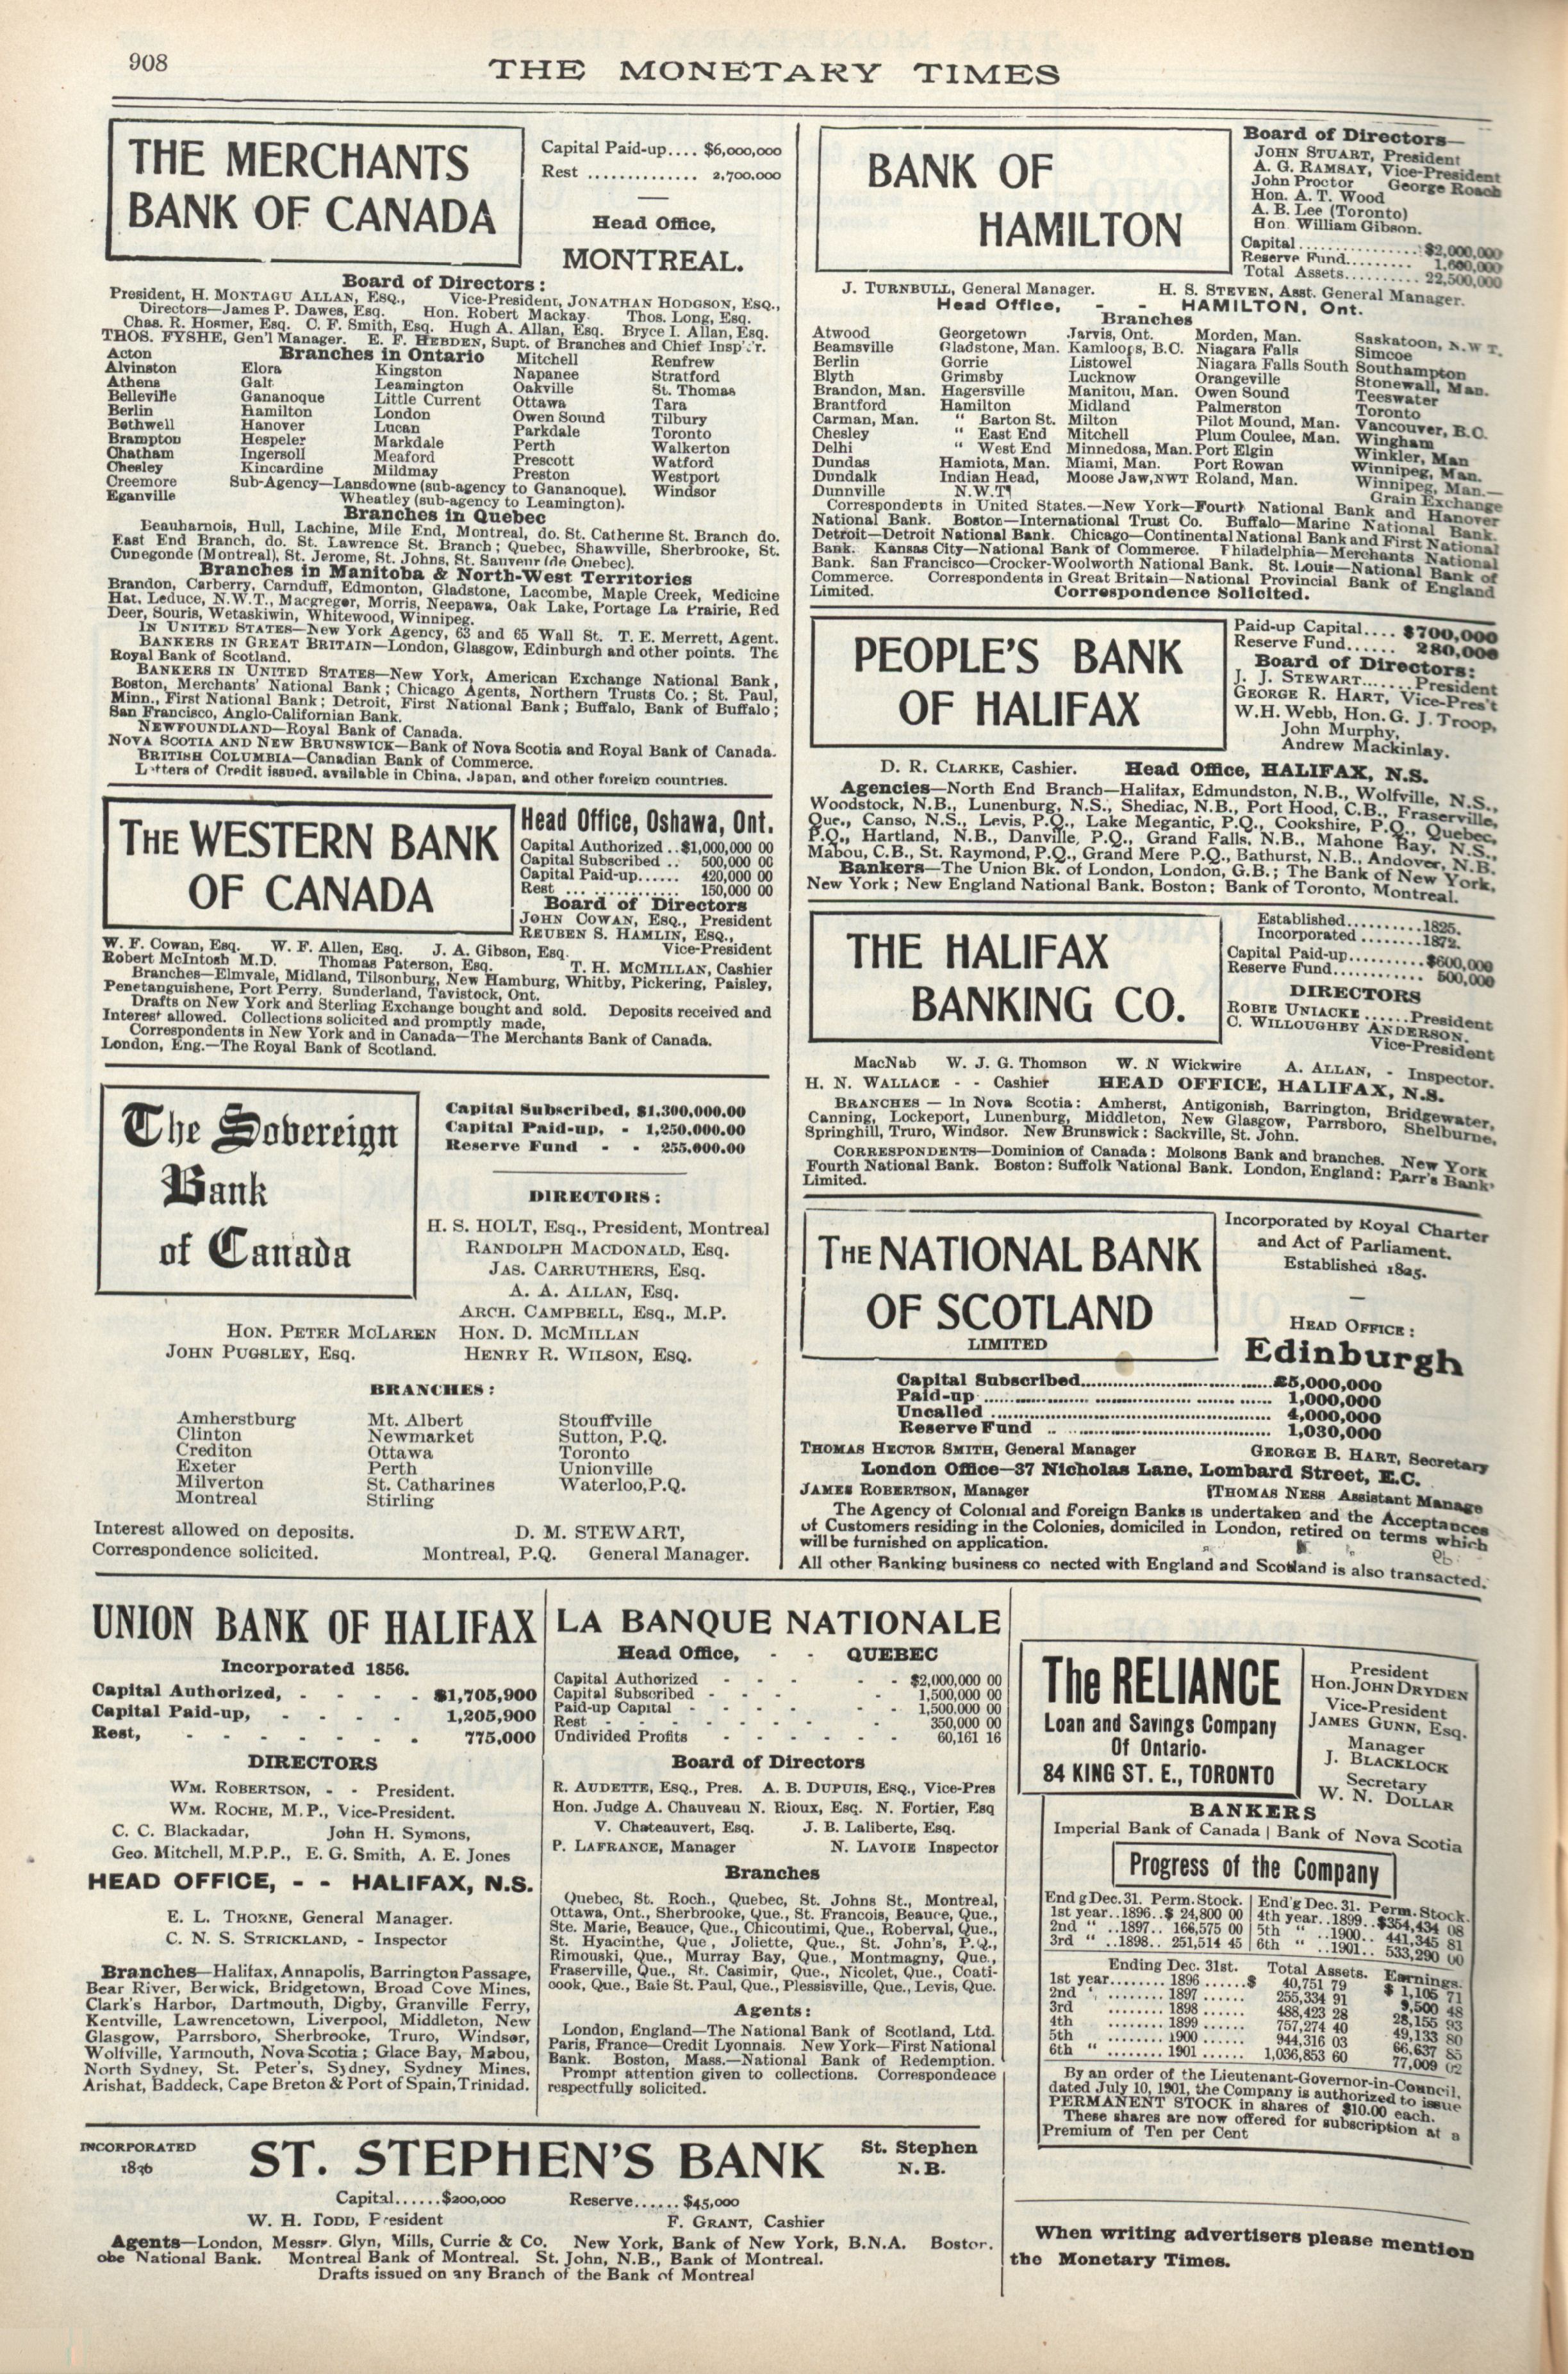 908
THE MONETARY TIMES
THE MERCHANTS
BANK OF CANADA
Capital Paid-up.... $6,000,000
Rest .............. 2,700,000
Head Office,
MONTREAL.
Board of Directors:
President, H. MONTAGU ALLAN, ESQ., Vice-President, JONATHAN HODGSON, ESQ.,
Directors—James P. Dawes, Esq. Hon. Robert Mackay. Thos. Long, Esq.
Chas. R. Hosmer, Esq. C. F. Smith, Esq. Hugh A. Allan, Esq. Bryce I. Allan, Esq.
THOS. FYSHE, Gen'l Manager. E. F. HEBDEN, Supt. of Branches and Chief Insp'r.
Branches in Ontario
Acton Mitchell Renfrew
Alvinston Elora Kingston Napanee Stratford
Athens Galt Leamington Oakville St. Thomas
Belleville Gananoque Little Current Ottawa Tara
Berlin Hamilton London Owen Sound Tilbury
Bothwell Hanover Lucan Parkdale Toronto
Brampton Hespeler Markdale Perth Walkerton
Chatham Ingersoll Meaford Prescott Watford
Chesley Kincardine Mildmay Preston Westport
Creemore Sub-Agency—Lansdowne (sub-agency to Gananoque). Windsor
Eganville Wheatley (sub-agency to Leamington).
Branches in Quebec
Beauharnois, Hull, Lachine, Mile End, Montreal, do. St. Catherine St. Branch do.
East End Branch, do. St. Lawrence St. Branch; Quebec, Shawville, Sherbrooke, St.
Cunegonde (Montreal), St. Jerome, St. Johns, St. Sauveur (de Quebec).
Branches in Manitoba & North-West Territories
Brandon, Carberry, Carnduff, Edmonton, Gladstone, Lacombe, Maple Creek, Medicine
Hat, Leduce, N.W.T., Macgregor, Morris, Neepawa, Oak Lake, Portage La Prairie, Red
Deer, Souris, Wetaskiwin, Whitewood, Winnipeg.
IN UNITED STATES—New York Agency, 63 and 65 Wall St. T. E. Merrett, Agent.
BANKERS IN GREAT BRITAIN—London, Glasgow, Edinburgh and other points. The
Royal Bank of Scotland.
BANKERS IN UNITED STATES—New York, American Exchange National Bank,
Boston, Merchants' National Bank; Chicago Agents, Northern Trusts Co.; St. Paul,
Minn., First National Bank; Detroit, First National Bank; Buffalo, Bank of Buffalo;
San Francisco, Anglo-Californian Bank.
NEWFOUNDLAND—Royal Bank of Canada.
NOVA SCOTIA AND NEW BRUNSWICK—Bank of Nova Scotia and Royal Bank of Canada.
BRITISH COLUMBIA—Canadian Bank of Commerce.
Letters of Credit issued, available in China, Japan, and other foreign countries.
THE WESTERN BANK
OF CANADA
Head Office, Oshawa, Ont.
Capital Authorized ..$1,000,000 00
Capital Subscribed .. 500,000 00
Capital Paid-up...... 420,000 00
Rest ... ............ 150,000 00
Board of Directors
JOHN COWAN, ESQ., President
REUBEN S. HAMLIN, ESQ.,
Vice-President
W. F. Cowan, Esq. W. F. Allen, Esq. J. A. Gibson, Esq.
Robert McIntosh M.D. Thomas Paterson, Esq. T. H. MCMILLAN, Cashier
Branches—Elmvale, Midland, Tilsonburg, New Hamburg, Whitby, Pickering, Paisley,
Penetanguishene, Port Perry, Sunderland, Tavistock, Ont.
Drafts on New York and Sterling Exchange bought and sold. Deposits received and
Interest allowed. Collections solicited and promptly made,
Correspondents in New York and in Canada—The Merchants Bank of Canada.
London, Eng.—The Royal Bank of Scotland.
The Sovereign
Bank
of Canada
Capital Subscribed, $1,300,000.00
Capital Paid-up, - 1,250,000.00
Reserve Fund - - 255,000.00
DIRECTORS:
H. S. HOLT, Esq., President, Montreal
RANDOLPH MACDONALD, Esq.
JAS. CARRUTHERS, Esq.
A. A. ALLAN, Esq.
ARCH. CAMPBELL, Esq., M.P.
HON. PETER MCLAREN HON. D. MCMILLAN
JOHN PUGSLEY, Esq. HENRY R. WILSON, ESQ.
BRANCHES:
Amherstburg Mt. Albert Stouffville
Clinton Newmarket Sutton, P.Q.
Crediton Ottawa Toronto
Exeter Perth Unionville
Milverton St. Catharines Waterloo, P.Q.
Montreal Stirling
Interest allowed on deposits. D. M. STEWART,
Correspondence solicited. Montreal, P.Q. General Manager.
BANK OF
HAMILTON
Board of Directors—
JOHN STUART, President
A. G. RAMSAY, Vice-President
John Proctor George Roach
Hon. A. T. Wood
A. B. Lee (Toronto)
Hon. William Gibson.
Capital ................$2,000,000
Reserve Fund......... 1,600,000
Total Assets.......... 22,500,000
J. TURNBULL, General Manager. H. S. STEVEN, Asst. General Manager.
Head Office, - - HAMILTON, Ont.
Branches
Atwood Georgetown Jarvis, Ont. Morden, Man. Saskatoon, N.W T.
Beamsville Gladstone, Man. Kamloops, B.C. Niagara Falls Simcoe
Berlin Gorrie Listowel Niagara Falls South Southampton
Blyth Grimsby Lucknow Orangeville Stonewall, Man.
Brandon, Man. Hagersville Manitou, Man. Owen Sound Teeswater
Brantford Hamilton Midland Palmerston Toronto
Carman, Man. " Barton St. Milton Pilot Mound, Man. Vancouver, B.C.
Chesley " East End Mitchell Plum Coulee, Man. Wingham
Delhi " West End Minnedosa, Man. Port Elgin Winkler, Man
Dundas Hamiota, Man. Miami, Man. Port Rowan Winnipeg, Man.
Dundalk Indian Head, Moose Jaw, NWT Roland, Man. Winnipeg, Man.—
Dunnville N.W.T Grain Exchange
Correspondents in United States.—New York—Fourth National Bank and Hanover
National Bank. Boston—International Trust Co. Buffalo—Marine National Bank.
Detroit—Detroit National Bank. Chicago—Continental National Bank and First National
Bank. Kansas City—National Bank of Commerce. Philadelphia—Merchants National
Bank. San Francisco—Crocker-Woolworth National Bank. St. Louis—National Bank of
Commerce. Correspondents in Great Britain—National Provincial Bank of England
Limited. Correspondence Solicited.
PEOPLE'S BANK
OF HALIFAX
Paid-up Capital.... $700,000
Reserve Fund...... 280,000
Board of Directors:
J. J. STEWART....... President
GEORGE R. HART, Vice-Pres't
W.H. Webb, Hon. G. J. Troop,
John Murphy,
Andrew Mackinlay.
D. R. CLARKE, Cashier. Head Office, HALIFAX, N.S.
Agencies—North End Branch—Halifax, Edmundston, N.B., Wolfville, N.S.,
Woodstock, N.B., Lunenburg, N.S., Shediac, N.B., Port Hood, C.B., Fraserville,
Que., Canso, N.S., Levis, P.Q., Lake Megantic, P.Q., Cookshire, P.Q., Quebec,
P.Q., Hartland, N.B., Danville, P.Q., Grand Falls, N.B., Mahone Bay, N.S.,
Mabou, C.B., St. Raymond, P.Q., Grand Mere P.Q., Bathurst, N.B., Andover, N.B.
Bankers—The Union Bk. of London, London, G.B.; The Bank of New York,
New York; New England National Bank, Boston; Bank of Toronto, Montreal.
THE HALIFAX
BANKING CO.
Established..........1825.
Incorporated ........1872.
Capital Paid-up..........$600,000
Reserve Fund............ 500,000
DIRECTORS
ROBIE UNIACKE ......President
C. WILLOUGHBY ANDERSON.
Vice-President
MacNab W. J. G. Thomson W. N Wickwire A. ALLAN, - Inspector.
H. N. WALLACE - - Cashier HEAD OFFICE, HALIFAX, N.S.
BRANCHES — In Nova Scotia: Amherst, Antigonish, Barrington, Bridgewater,
Canning, Lockeport, Lunenburg, Middleton, New Glasgow, Parrsboro, Shelburne,
Springhill, Truro, Windsor. New Brunswick: Sackville, St. John.
CORRESPONDENTS—Dominion of Canada: Molsons Bank and branches. New York
Fourth National Bank. Boston: Suffolk National Bank. London, England: Parr's Bank,
Limited.
THE NATIONAL BANK
OF SCOTLAND
LIMITED
Incorporated by Royal Charter
and Act of Parliament.
Established 1825.
HEAD OFFICE:
Edinburgh
Capital Subscribed..............£5,000,000
Paid-up .............. 1,000,000
Uncalled .............. 4,000,000
Reserve Fund .............. 1,030,000
THOMAS HECTOR SMITH, General Manager GEORGE B. HART, Secretary
London Office—37 Nicholas Lane, Lombard Street, E.C.
JAMES ROBERTSON, Manager THOMAS NESS Assistant Manage
The Agency of Colonial and Foreign Banks is undertaken and the Acceptances
of Customers residing in the Colonies, domiciled in London, retired on terms which
will be furnished on application.
All other Banking business co nected with England and Scotland is also transacted.
UNION BANK OF HALIFAX
Incorporated 1856.
Capital Authorized, - - - - $1,705,900
Capital Paid-up, - - - - 1,205,900
Rest, - - - - - - - 775,000
DIRECTORS
WM. ROBERTSON, - - President.
WM. ROCHE, M.P., Vice-President.
C. C. Blackadar, John H. Symons,
Geo. Mitchell, M.P.P., E. G. Smith, A. E. Jones
HEAD OFFICE, - - HALIFAX, N.S.
E. L. THORNE, General Manager.
C. N. S. STRICKLAND, - Inspector
Branches—Halifax, Annapolis, Barrington Passage,
Bear River, Berwick, Bridgetown, Broad Cove Mines,
Clark's Harbor, Dartmouth, Digby, Granville Ferry,
Kentville, Lawrencetown, Liverpool, Middleton, New
Glasgow, Parrsboro, Sherbrooke, Truro, Windsor,
Wolfville, Yarmouth, Nova Scotia; Glace Bay, Mabou,
North Sydney, St. Peter's, Sydney, Sydney Mines,
Arishat, Baddeck, Cape Breton & Port of Spain, Trinidad.
LA BANQUE NATIONALE
Head Office, - - QUEBEC
Capital Authorized - - - - - $2,000,000 00
Capital Subscribed - - 1,500,000 00
Paid-up Capital - - - - 1,500,000 00
Rest - - - - - - - 350,000 00
Undivided Profits - - - - - 60,161 16
Board of Directors
R. AUDETTE, ESQ., Pres. A. B. DUPUIS, ESQ., Vice-Pres
Hon. Judge A. Chauveau N. Rioux, Esq. N. Fortier, Esq
V. Chateauvert, Esq. J. B. Laliberte, Esq.
P. LAFRANCE, Manager N. LAVOIE Inspector
Branches
Quebec, St. Roch., Quebec, St. Johns St., Montreal,
Ottawa, Ont., Sherbrooke, Que., St. Francois, Beauce, Que.,
Ste. Marie, Beauce, Que., Chicoutimi, Que., Roberval, Que.,
St. Hyacinthe, Que, Joliette, Que., St. John's, P.Q.,
Rimouski, Que., Murray Bay, Que., Montmagny, Que.,
Fraserville, Que., St. Casimir, Que., Nicolet, Que., Coati-
cook, Que., Baie St. Paul, Que., Plessisville, Que., Levis, Que.
Agents:
London, England—The National Bank of Scotland, Ltd.
Paris, France—Credit Lyonnais. New York—First National
Bank. Boston, Mass.—National Bank of Redemption.
Prompt attention given to collections. Correspondence
respectfully solicited.
The RELIANCE
Loan and Savings Company
Of Ontario.
84 KING ST. E., TORONTO
President
Hon. JOHN DRYDEN
Vice-President
JAMES GUNN, Esq.
Manager
J. BLACKLOCK
Secretary
W. N. DOLLAR
BANKERS
Imperial Bank of Canada | Bank of Nova Scotia
Progress of the Company
End g Dec. 31. Perm. Stock. | End'g Dec. 31. Perm. Stock.
1st year..1896..$ 24,800 00 | 4th year..1899..$354,434 08
2nd " ..1897.. 166,575 00 | 5th " ..1900.. 441,345 81
3rd " ..1898.. 251,514 45 | 6th " ..1901.. 533,290 00
Ending Dec. 31st. Total Assets. Earnings.
1st year........ 1896 ......$ 40,751 79 $ 1,105 71
2nd ........ 1897 ...... 255,334 91 9,500 48
3rd ........ 1898 ...... 488,423 28 28,155 93
4th ........ 1899 ...... 757,274 40 49,133 80
5th ........ 1900 ...... 944,316 03 66,637 85
6th " ........ 1901 ...... 1,036,853 60 77,009 02
By an order of the Lieutenant-Governor-in-Council,
dated July 10, 1901, the Company is authorized to issue
PERMANENT STOCK in shares of $10.00 each.
These shares are now offered for subscription at a
Premium of Ten per Cent
INCORPORATED
1836
ST. STEPHEN'S BANK
St. Stephen
N. B.
Capital......$200,000 Reserve......$45,000
W. H. TODD, President F. GRANT, Cashier
Agents—London, Messrs. Glyn, Mills, Currie & Co. New York, Bank of New York, B.N.A. Boston,
obe National Bank. Montreal Bank of Montreal. St. John, N.B., Bank of Montreal.
Drafts issued on any Branch of the Bank of Montreal
When writing advertisers please mention
the Monetary Times.